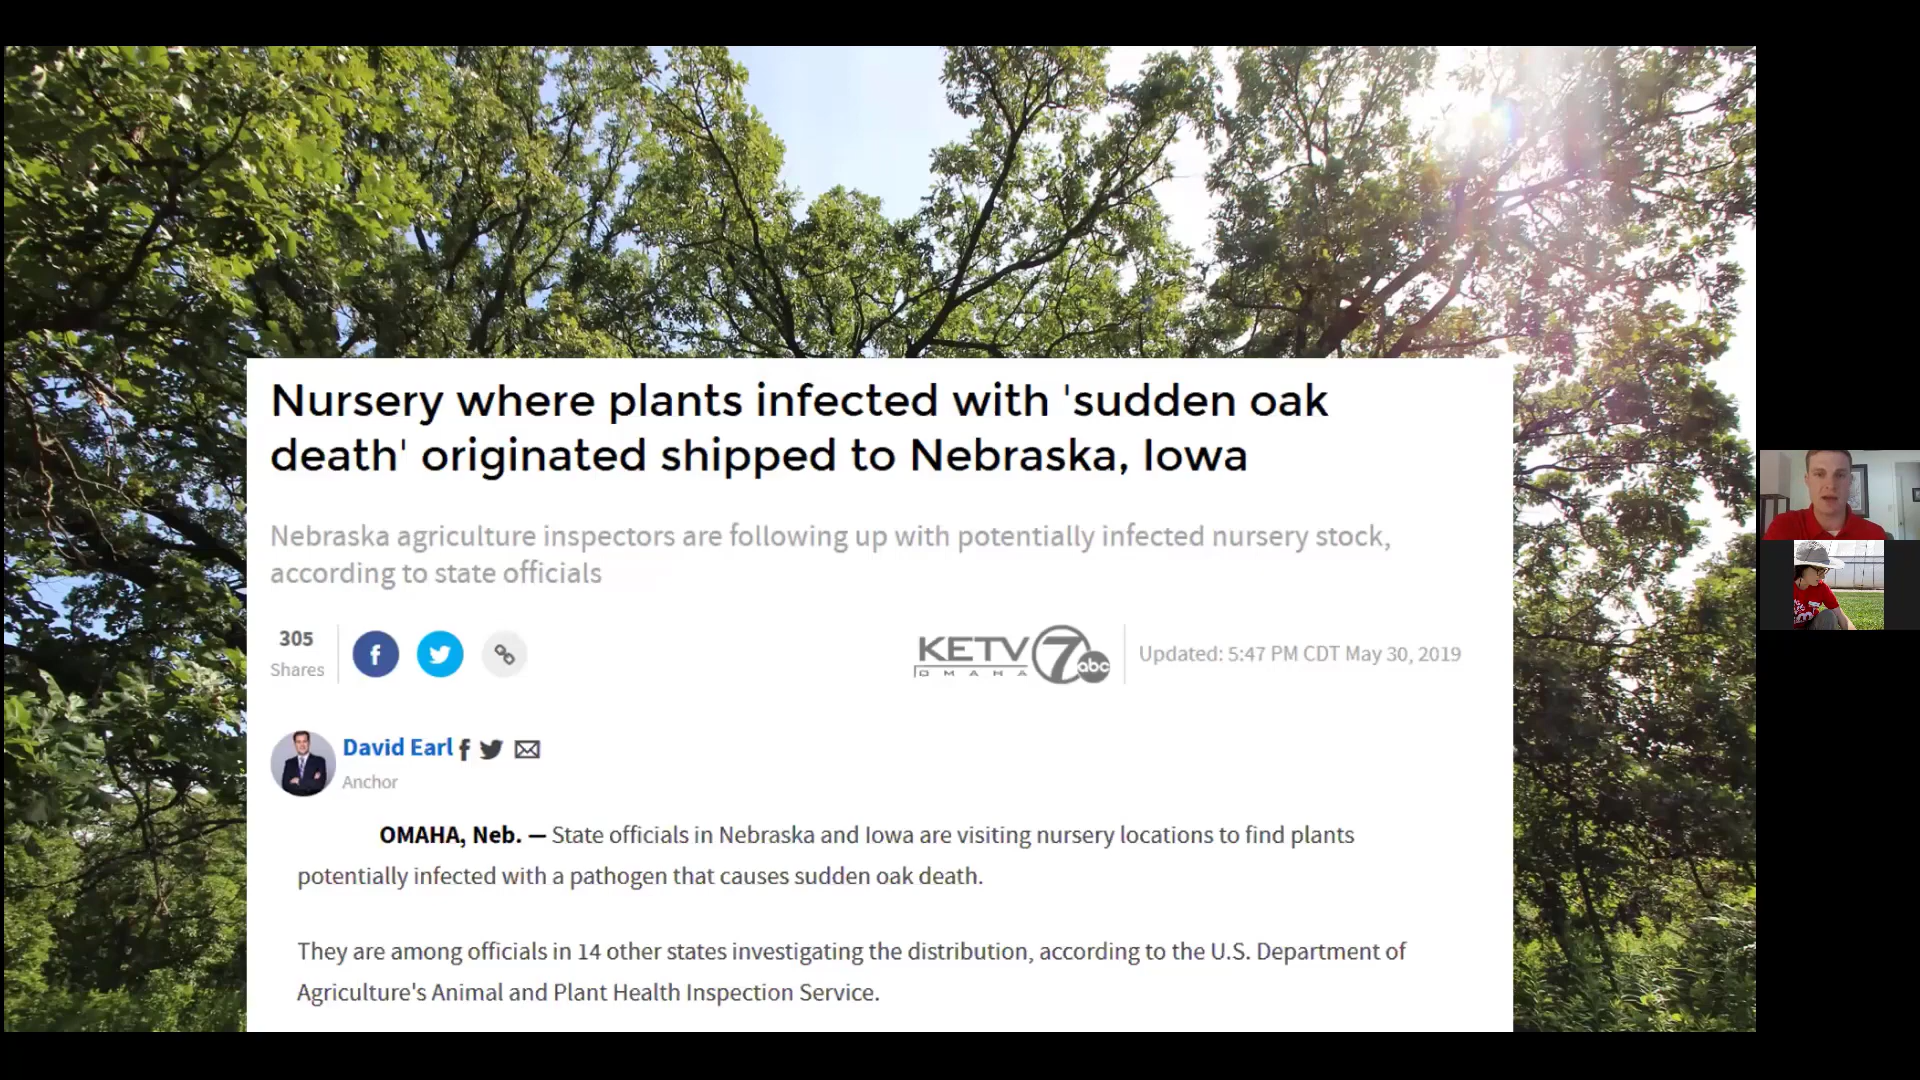 Nursery where plants infected with 'sudden oak
death' originated shipped to Nebraska, Iowa
Nebraska agriculture inspectors are following up with potentially infected nursery stock,
according to state officials
305
Shares
KETV 7 abc
OMAHA
Updated: 5:47 PM CDT May 30, 2019
David Earl
Anchor
OMAHA, Neb. — State officials in Nebraska and Iowa are visiting nursery locations to find plants
potentially infected with a pathogen that causes sudden oak death.
They are among officials in 14 other states investigating the distribution, according to the U.S. Department of
Agriculture's Animal and Plant Health Inspection Service.